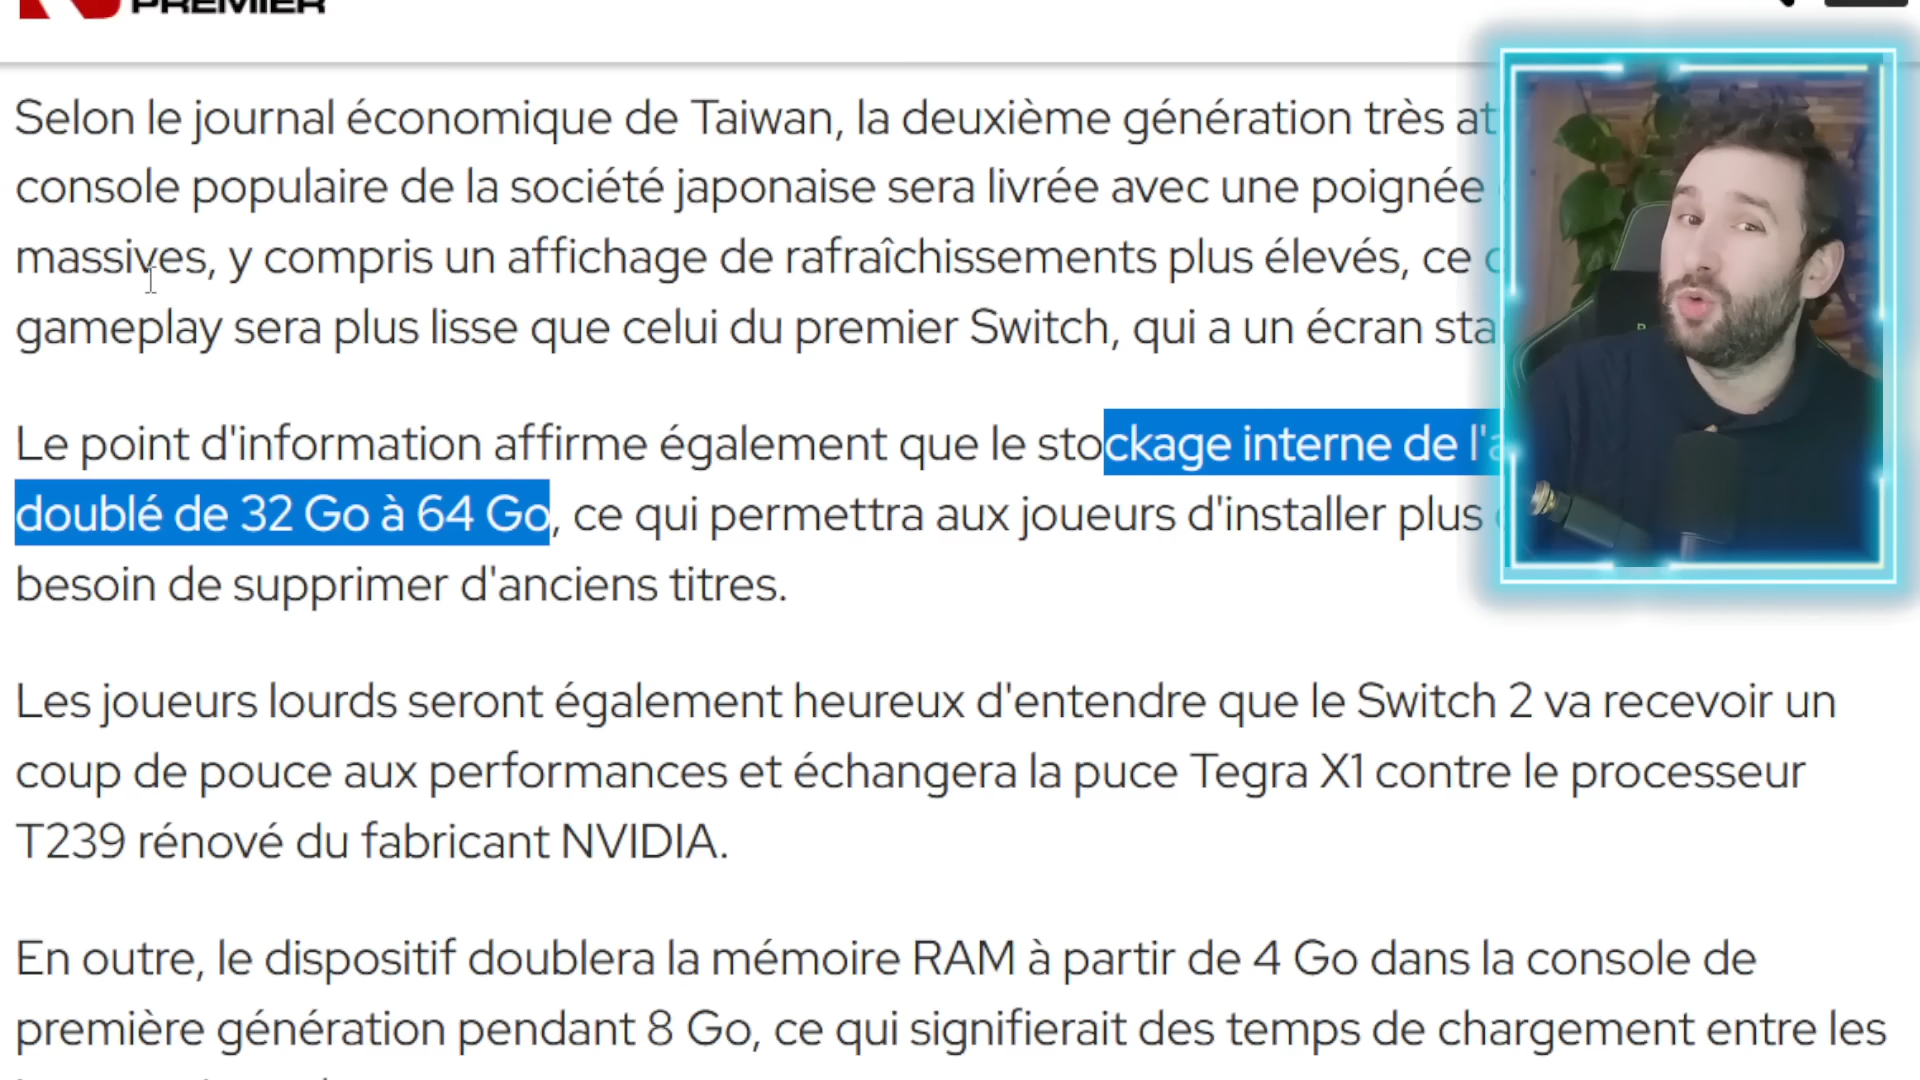 PREMIER
Selon le journal économique de Taiwan, la deuxième génération très
console populaire de la société japonaise sera livrée avec une poignée
massives, y compris un affichage de rafraîchissements plus élevés, ce
gameplay sera plus lisse que celui du premier Switch, qui a un écran
Le point d'information affirme également que le stockage interne de
doublé de 32 Go à 64 Go, ce qui permettra aux joueurs d'installer plus
besoin de supprimer d'anciens titres.
Les joueurs lourds seront également heureux d'entendre que le Switch 2 va recevoir un
coup de pouce aux performances et échangera la puce Tegra X1 contre le processeur
T239 rénové du fabricant NVIDIA.
En outre, le dispositif doublera la mémoire RAM à partir de 4 Go dans la console de
première génération pendant 8 Go, ce qui signifierait des temps de chargement entre les